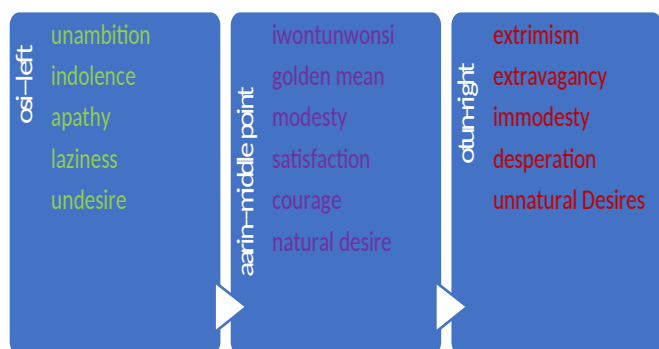 osi--left
unambition
indolence
apathy
laziness
undesire
aarin--middle point
iwontunwonsi
golden mean
modesty
satisfaction
courage
natural desire
otun-right
extrimism
extravagancy
immodesty
desperation
unnatural Desires